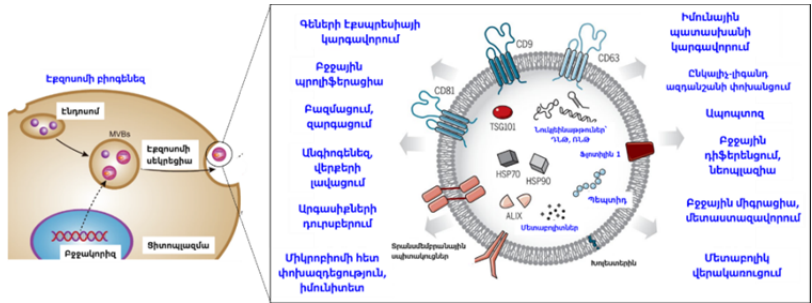 Էքզոսոմի բիոգենեզ
Էնդոսոմ
MVBs
Էքզոսոմի
սեկրեցիա
Բջջակորիզ
Ցիտոպլազմա
Գեների էքսպրեսիայի
կարգավորում
Բջջային
պրոլիֆերացիա
Բազմացում,
զարգացում
Անգիոգենեզ,
վերքերի
լավացում
Արգասիքների
դուրսբերում
Միկրոբիոմի հետ
փոխազդեցություն,
իմունիտետ
CD9
CD63
CD81
TSG101
Նուկլեինաթթուներ՝
ԴՆԹ, ՌՆԹ
Ֆլոտիլին 1
HSP70
HSP90
Պեպտիդ
ALIX
Մետաբոլիտներ
Տրանսմեմբրանային
սպիտակուցներ
Խոլեստերին
Իմունային
պատասխանի
կարգավորում
Ընկալիչ-լիգանդ
ազդանշանի փոխանցում
Ապոպտոզ
Բջջային
դիֆերենցում,
նեոպլազիա
Բջջային միգրացիա,
մետաստազավորում
Մետաբոլիկ
վերակառուցում